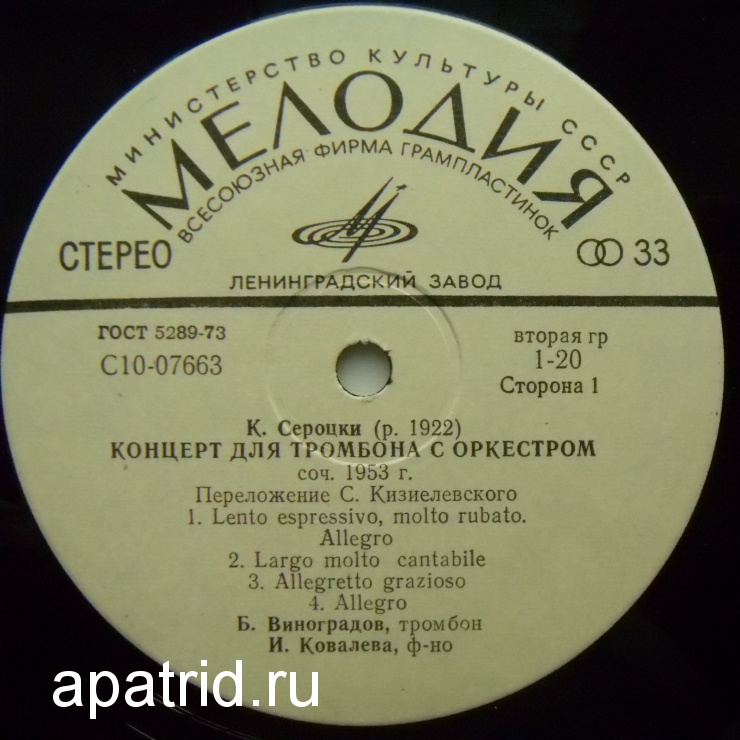 МИНИСТЕРСТВО КУЛЬТУРЫ СССР
МЕЛОДИЯ
ВСЕСОЮЗНАЯ ФИРМА ГРАМПЛАСТИНОК
СТЕРЕО
33
ЛЕНИНГРАДСКИЙ ЗАВОД
ГОСТ 5289-73
С10-07663
вторая гр
1-20
Сторона 1
К. Сероцки (р. 1922)
КОНЦЕРТ ДЛЯ ТРОМБОНА С ОРКЕСТРОМ
соч. 1953 г.
Переложение С. Кизиелевского
1. Lento espressivo, molto rubato.
Allegro
2. Largo molto cantabile
3. Allegretto grazioso
4. Allegro
Б. Виноградов, тромбон
И. Ковалева, ф-но
apatrid.ru